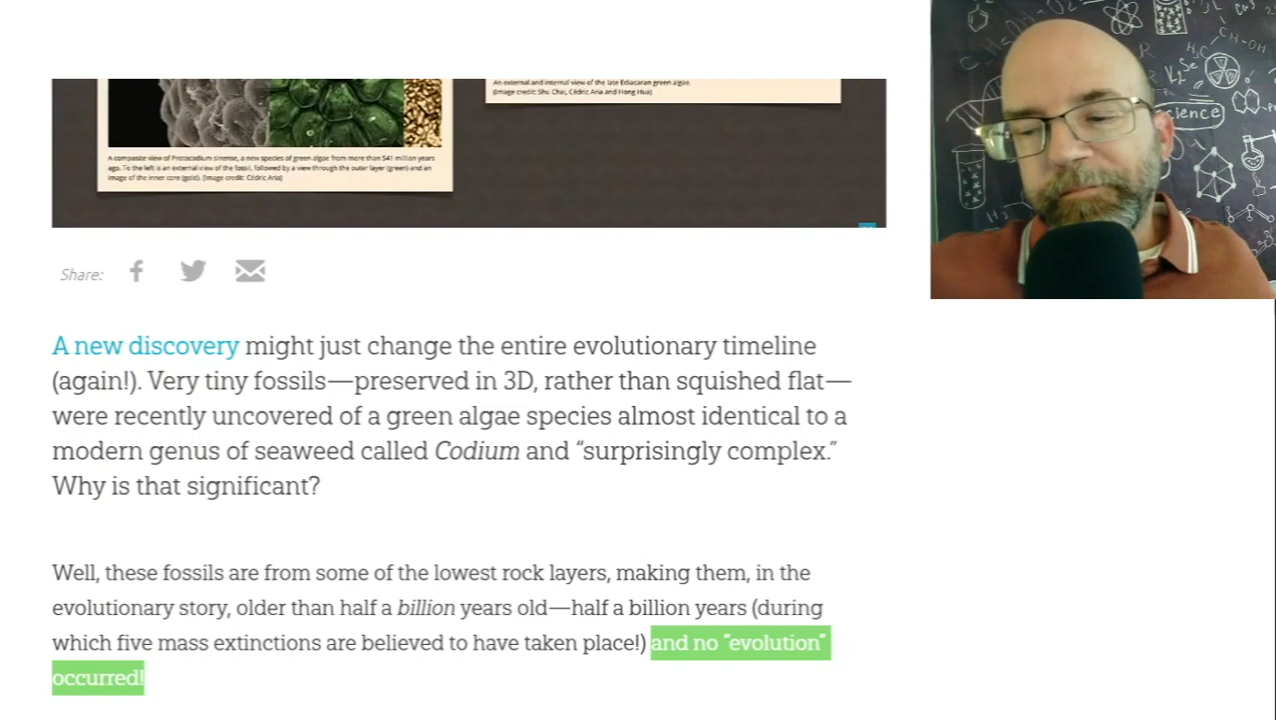 An external and internal view of the late Ediacaran green algae.
(Image credit: Shu Chai, Cédric Aria and Hong Hua)
A composite view of Protocodium sinense, a new species of green algae from more than 541 million years
ago. To the left is an external view of the fossil, followed by a view through the outer layer (green) and an
image of the inner core (gold). (Image credit: Cédric Aria)
Share:
A new discovery might just change the entire evolutionary timeline
(again!). Very tiny fossils—preserved in 3D, rather than squished flat—
were recently uncovered of a green algae species almost identical to a
modern genus of seaweed called Codium and “surprisingly complex.”
Why is that significant?
Well, these fossils are from some of the lowest rock layers, making them, in the
evolutionary story, older than half a billion years old—half a billion years (during
which five mass extinctions are believed to have taken place!) and no “evolution”
occurred!
CH-OH
Se
cience